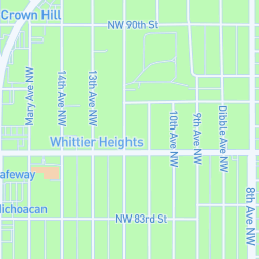 Crown Hill
NW 90th St
Mary Ave NW
14th Ave NW
13th Ave NW
10th Ave NW
9th Ave NW
Dibble Ave NW
Whittier Heights
afeway
8th Ave NW
Michoacan
NW 83rd St